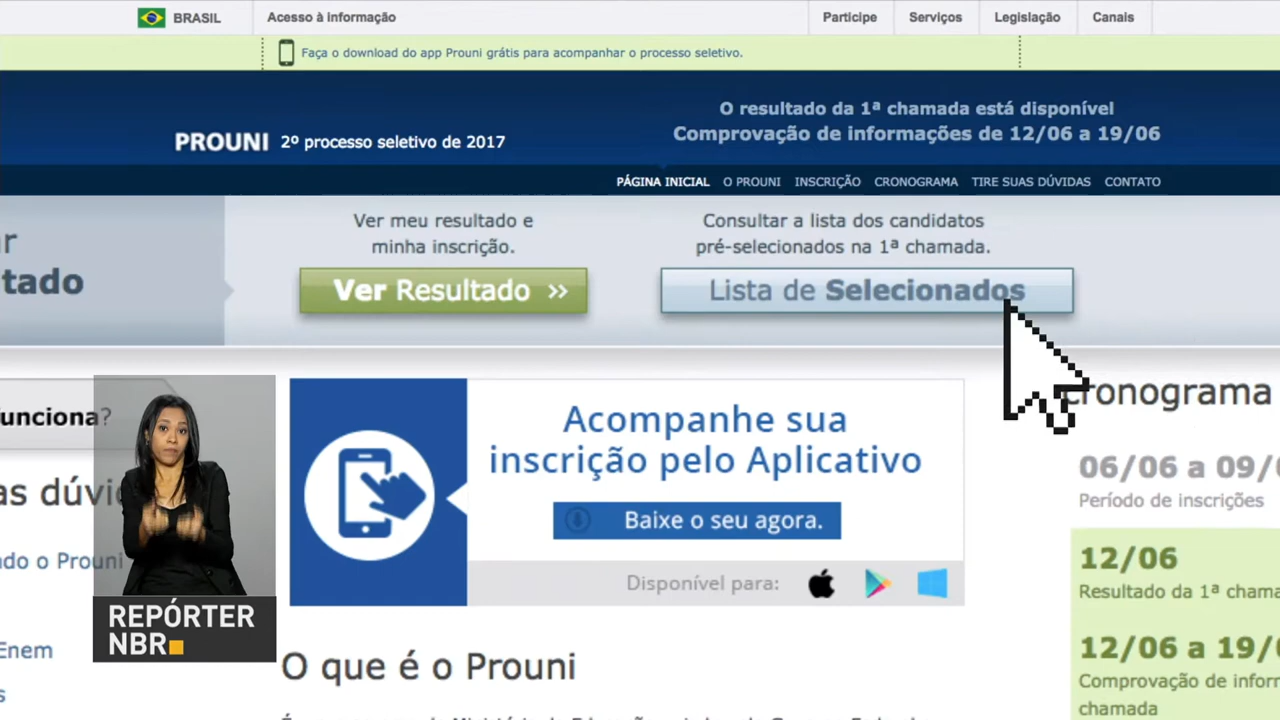 BRASIL
Acesso à informação
Participe
Serviços
Legislação
Canais
Faça o download do app Prouni grátis para acompanhar o processo seletivo.
O resultado da 1ª chamada está disponível
Comprovação de informações de 12/06 a 19/06
PROUNI 2º processo seletivo de 2017
PÁGINA INICIAL O PROUNI INSCRIÇÃO CRONOGRAMA TIRE SUAS DÚVIDAS CONTATO
tado
Ver meu resultado e
minha inscrição.
Ver Resultado »
Consultar a lista dos candidatos
pré-selecionados na 1ª chamada.
Lista de Selecionados
unciona?
as dúvi
do o Prouni
Enem
REPÓRTER
NBR
Acompanhe sua
inscrição pelo Aplicativo
Baixe o seu agora.
Disponível para:
O que é o Prouni
ronograma
06/06 a 09/
Período de inscrições
12/06
Resultado da 1ª chama
12/06 a 19/
Comprovação de inform
chamada